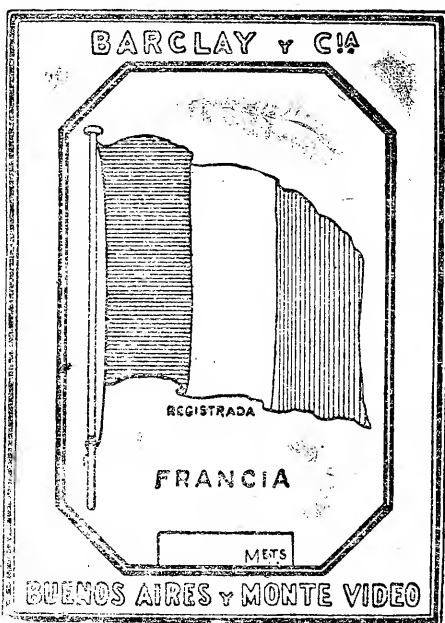 BARCLAY Y CIA
REGISTRADA
FRANCIA
METS
BUENOS AIRES Y MONTE VIDEO